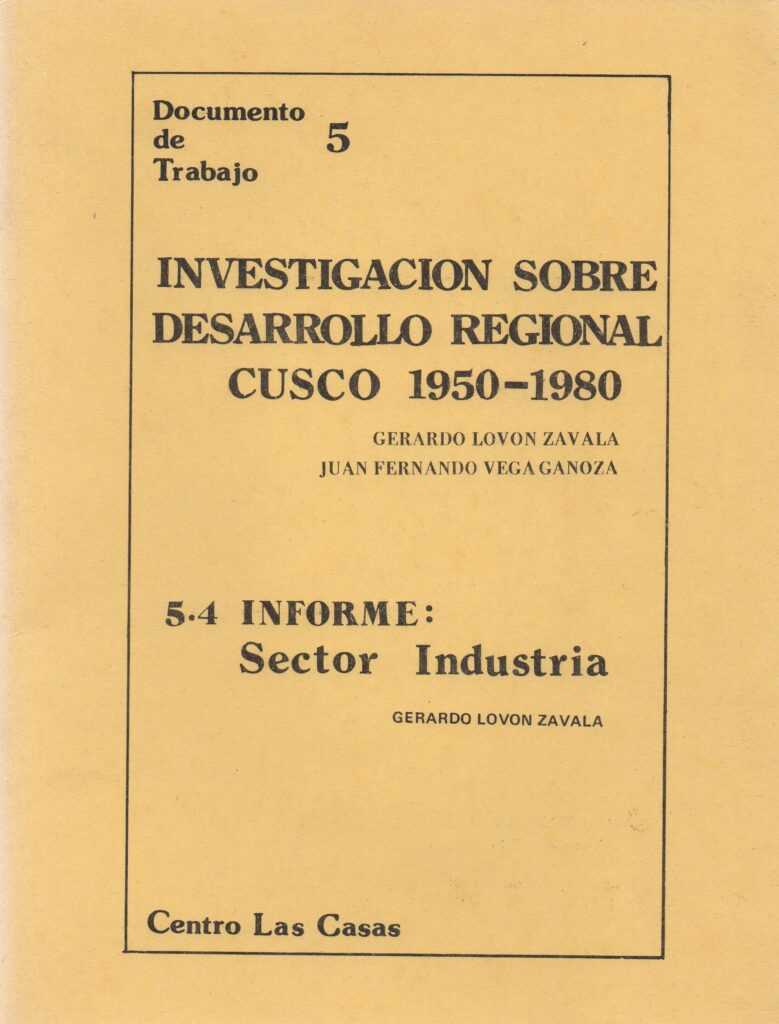 Documento
de 5
Trabajo
INVESTIGACION SOBRE
DESARROLLO REGIONAL
CUSCO 1950-1980
GERARDO LOVON ZAVALA
JUAN FERNANDO VEGA GANOZA
5.4 INFORME:
Sector Industria
GERARDO LOVON ZAVALA
Centro Las Casas